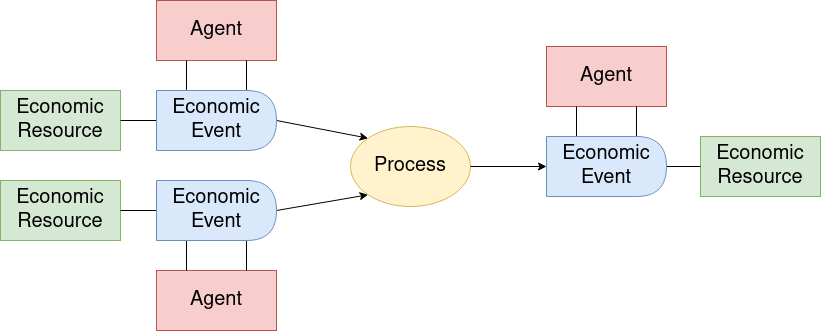 Agent
Economic
Resource
Economic
Event
Economic
Resource
Economic
Event
Agent
Process
Agent
Economic
Event
Economic
Resource